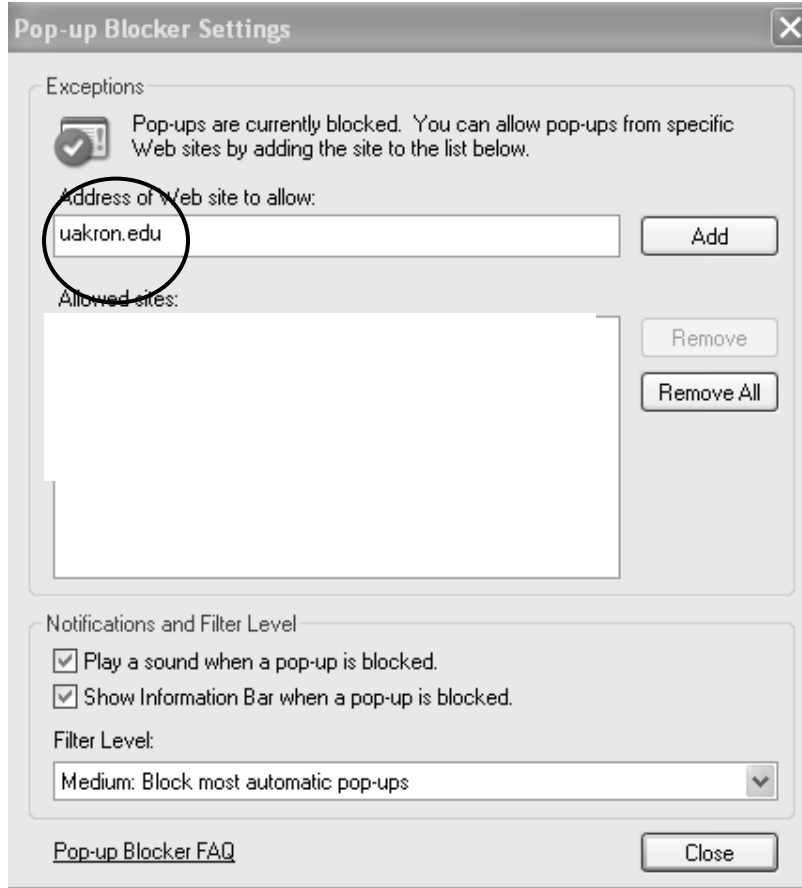 Pop-up Blocker Settings
Exceptions
Pop-ups are currently blocked. You can allow pop-ups from specific
Web sites by adding the site to the list below.
Address of Web site to allow:
uakron.edu
Add
Allowed sites:
Remove
Remove All
Notifications and Filter Level
Play a sound when a pop-up is blocked.
Show Information Bar when a pop-up is blocked.
Filter Level:
Medium: Block most automatic pop-ups
Pop-up Blocker FAQ
Close